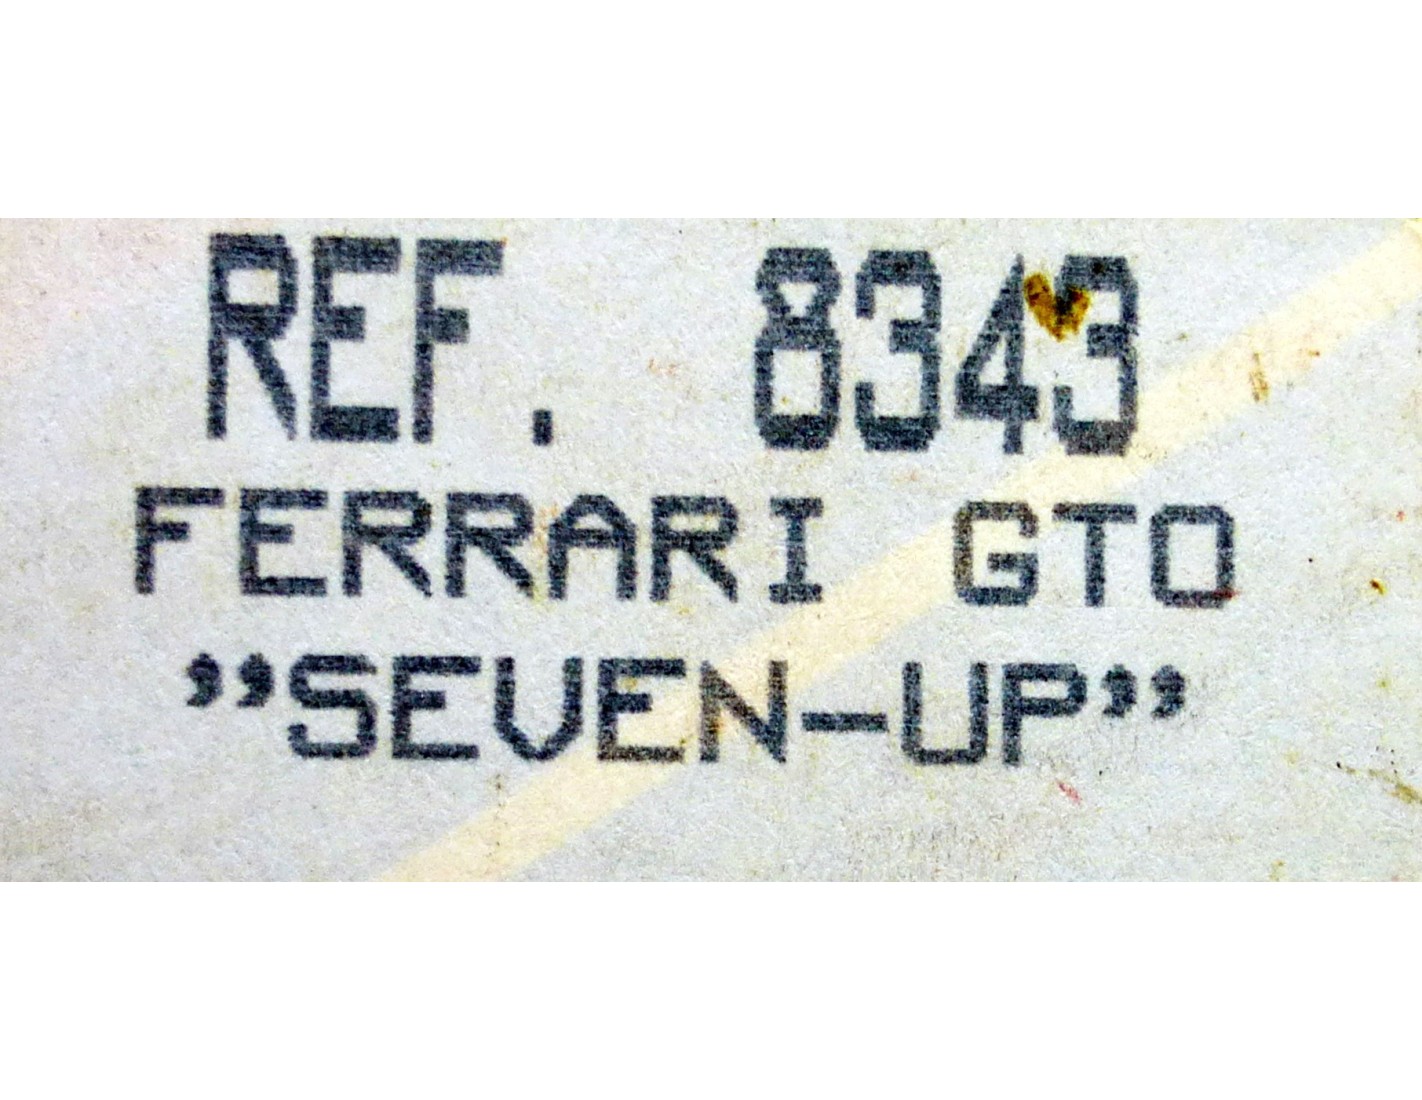 REF. 8343
FERRARI GTO
”SEVEN-UP”